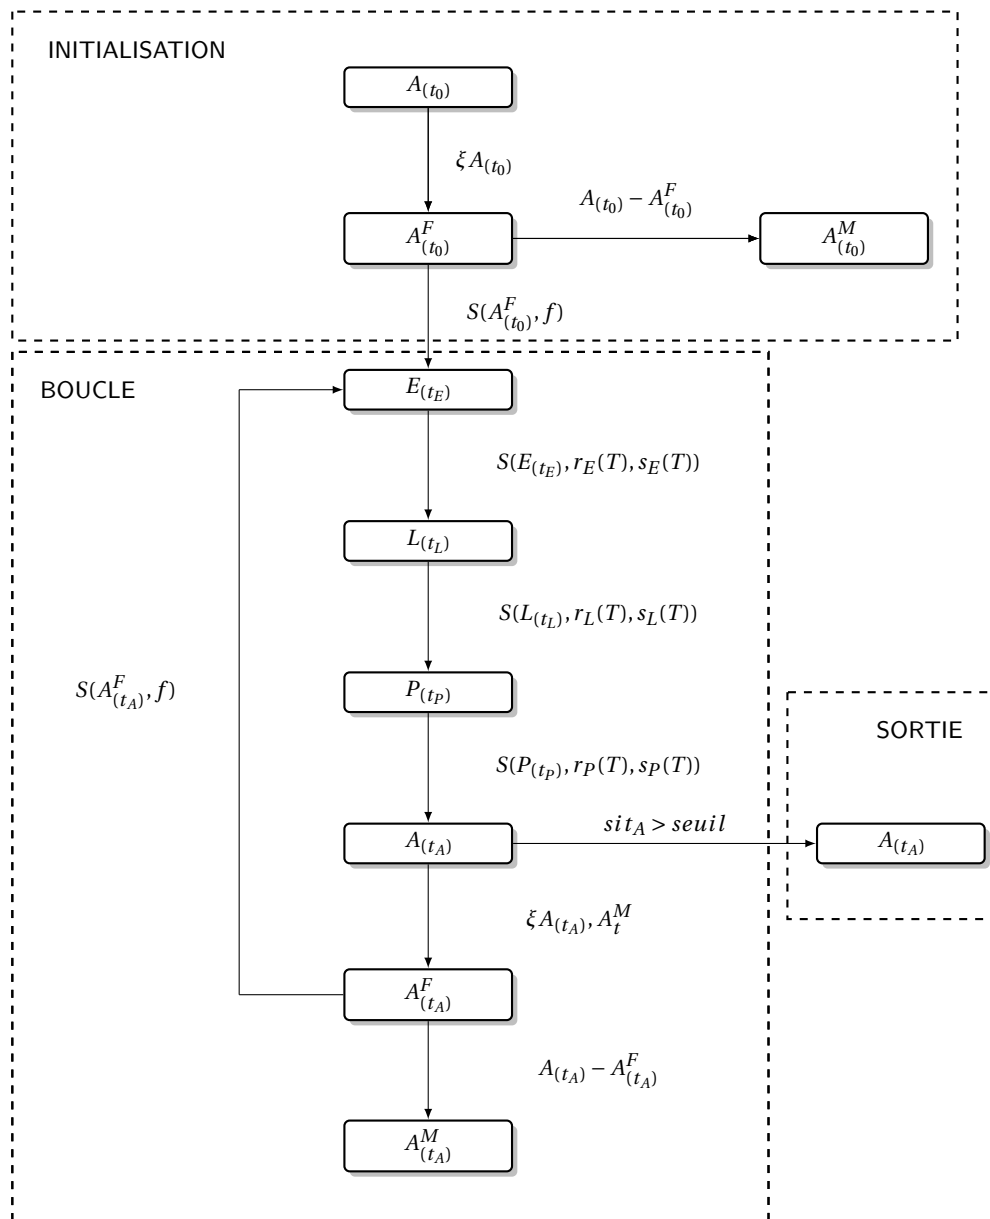 INITIALISATION
A_{(t_0)}
ξA_{(t_0)}
A_{(t_0)} − A^F_{(t_0)}
A^F_{(t_0)}
A^M_{(t_0)}
S(A^F_{(t_0)}, f)
BOUCLE
E_{(t_E)}
S(E_{(t_E)}, r_E(T), s_E(T))
L_{(t_L)}
S(L_{(t_L)}, r_L(T), s_L(T))
S(A^F_{(t_A)}, f)
P_{(t_P)}
SORTIE
S(P_{(t_P)}, r_P(T), s_P(T))
sit_A > seuil
A_{(t_A)}
A_{(t_A)}
ξA_{(t_A)}, A^M_t
A^F_{(t_A)}
A_{(t_A)} − A^F_{(t_A)}
A^M_{(t_A)}